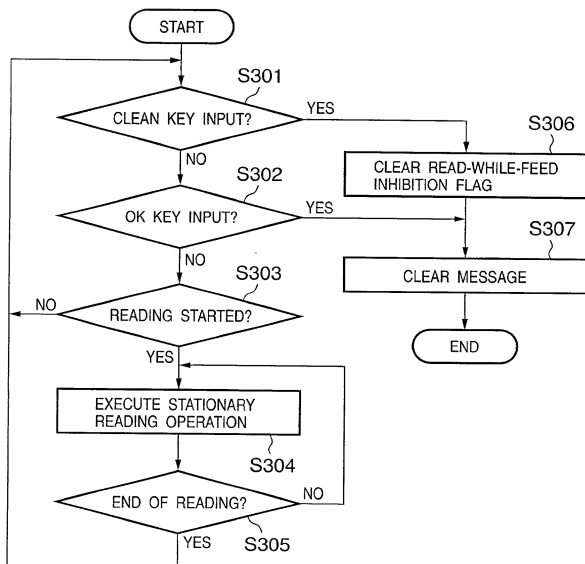 START
S301
CLEAN KEY INPUT?
YES
S306
NO
CLEAR READ-WHILE-FEED
INHIBITION FLAG
S302
OK KEY INPUT?
YES
S307
NO
CLEAR MESSAGE
S303
NO
READING STARTED?
END
YES
EXECUTE STATIONARY
READING OPERATION
S304
END OF READING?
NO
YES
S305